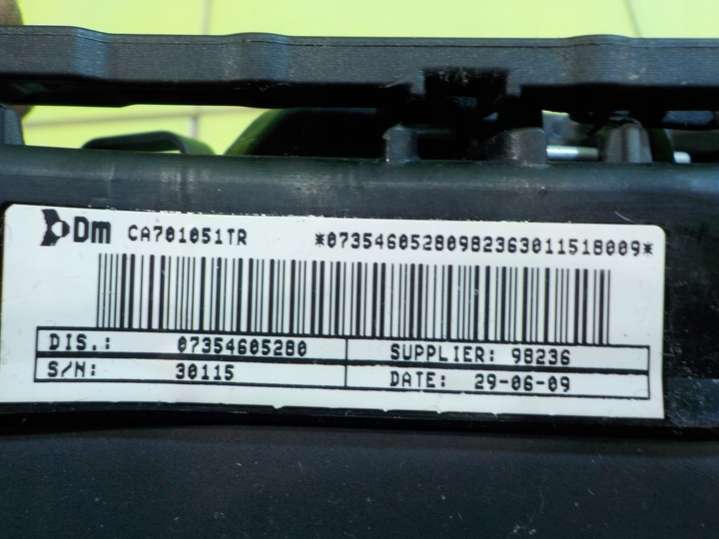 Dm CA701051TR *07354605280982363011518009*
DIS.: 07354605280 SUPPLIER: 98236
S/N: 30115 DATE: 29-06-09